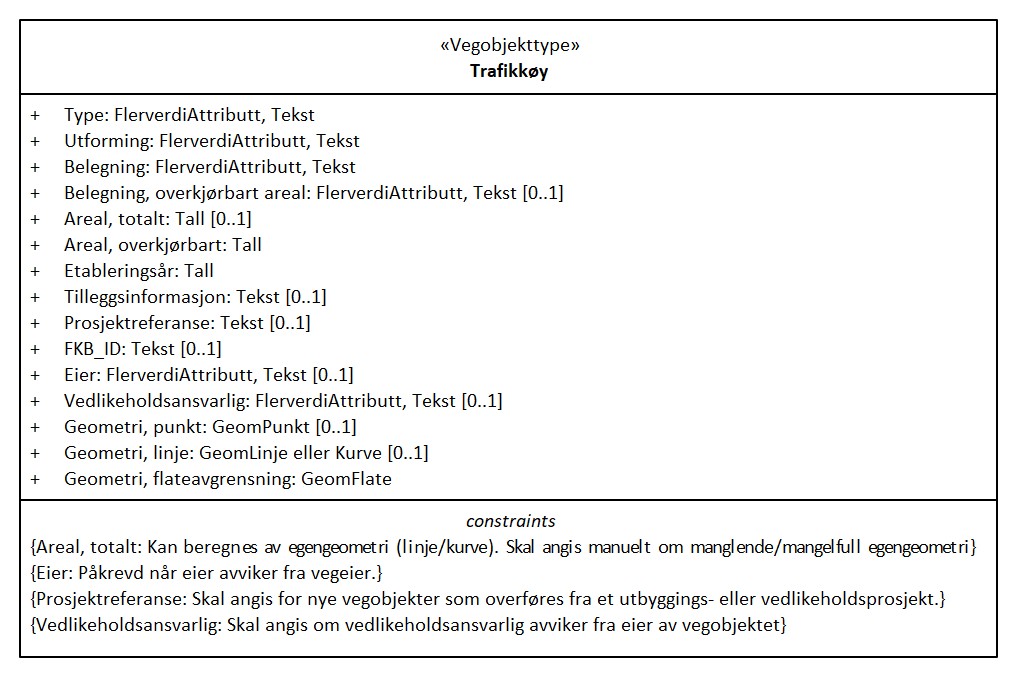 «Vegobjekttype»
Trafikkøy
+ Type: FlerverdiAttributt, Tekst
+ Utforming: FlerverdiAttributt, Tekst
+ Belegning: FlerverdiAttributt, Tekst
+ Belegning, overkjørbart areal: FlerverdiAttributt, Tekst [0..1]
+ Areal, totalt: Tall [0..1]
+ Areal, overkjørbart: Tall
+ Etableringsår: Tall
+ Tilleggsinformasjon: Tekst [0..1]
+ Prosjektreferanse: Tekst [0..1]
+ FKB_ID: Tekst [0..1]
+ Eier: FlerverdiAttributt, Tekst [0..1]
+ Vedlikeholdsansvarlig: FlerverdiAttributt, Tekst [0..1]
+ Geometri, punkt: GeomPunkt [0..1]
+ Geometri, linje: GeomLinje eller Kurve [0..1]
+ Geometri, flateavgrensning: GeomFlate
constraints
{Areal, totalt: Kan beregnes av egengeometri (linje/kurve). Skal angis manuelt om manglende/mangelfull egengeometri}
{Eier: Påkrevd når eier avviker fra vegeier.}
{Prosjektreferanse: Skal angis for nye vegobjekter som overføres fra et utbyggings- eller vedlikeholdsprosjekt.}
{Vedlikeholdsansvarlig: Skal angis om vedlikeholdsansvarlig avviker fra eier av vegobjektet}